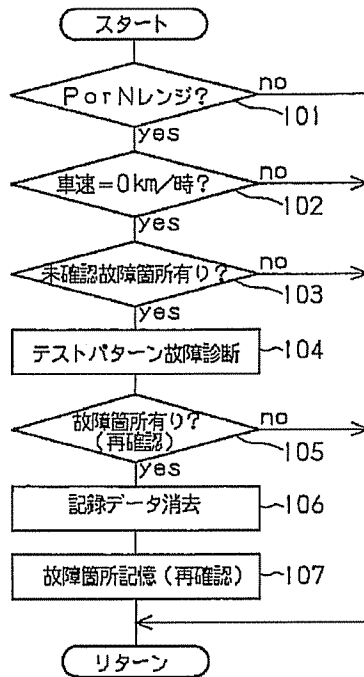 スタート
PorNレンジ?
no
101
yes
車速=0km/時?
no
102
yes
未確認故障箇所有り?
no
103
yes
テストパターン故障診断
104
故障箇所有り?
(再確認)
no
105
yes
記録データ消去
106
故障箇所記憶(再確認)
107
リターン